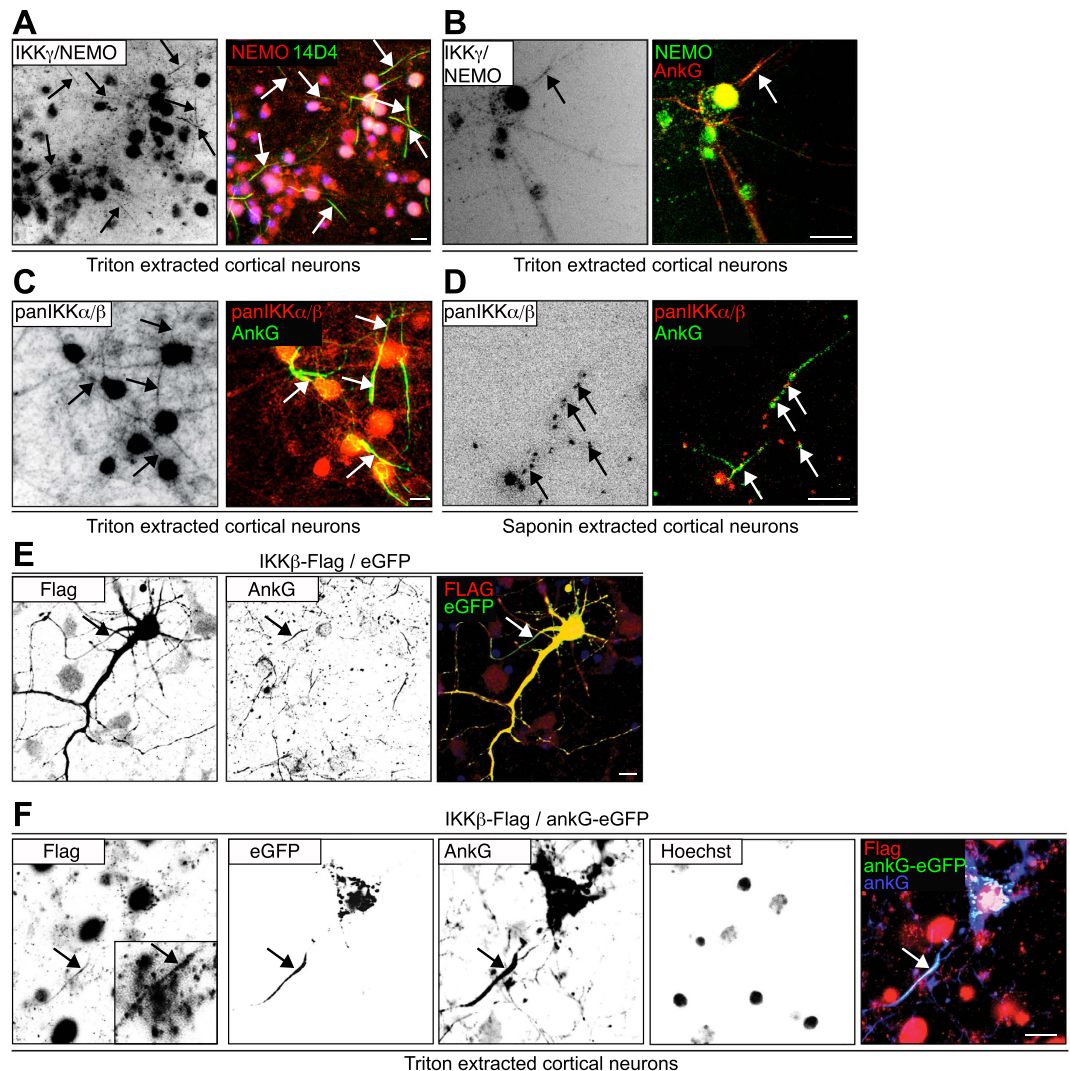 A
IKKγ/NEMO
NEMO 14D4
Triton extracted cortical neurons
B
IKKγ/
NEMO
NEMO
AnkG
Triton extracted cortical neurons
C
panIKKα/β
panIKKα/β
AnkG
Triton extracted cortical neurons
D
panIKKα/β
panIKKα/β
AnkG
Saponin extracted cortical neurons
E
IKKβ-Flag / eGFP
Flag
AnkG
FLAG
eGFP
F
IKKβ-Flag / ankG-eGFP
Flag
eGFP
AnkG
Hoechst
Flag
ankG-eGFP
ankG
Triton extracted cortical neurons